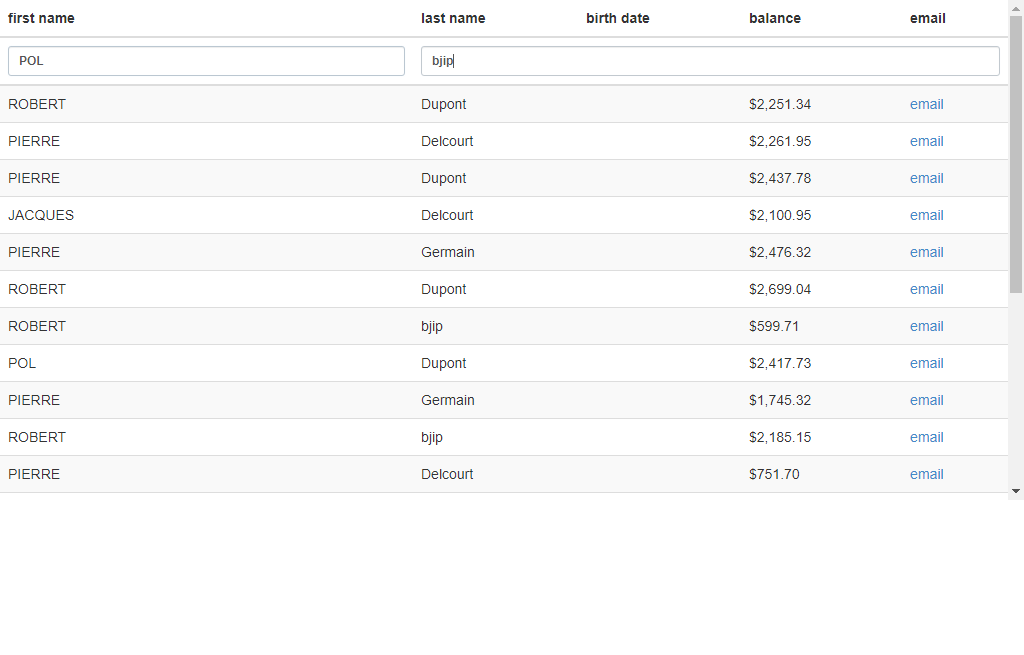 first name last name birth date balance email
POL bjip
ROBERT Dupont $2,251.34 email
PIERRE Delcourt $2,261.95 email
PIERRE Dupont $2,437.78 email
JACQUES Delcourt $2,100.95 email
PIERRE Germain $2,476.32 email
ROBERT Dupont $2,699.04 email
ROBERT bjip $599.71 email
POL Dupont $2,417.73 email
PIERRE Germain $1,745.32 email
ROBERT bjip $2,185.15 email
PIERRE Delcourt $751.70 email